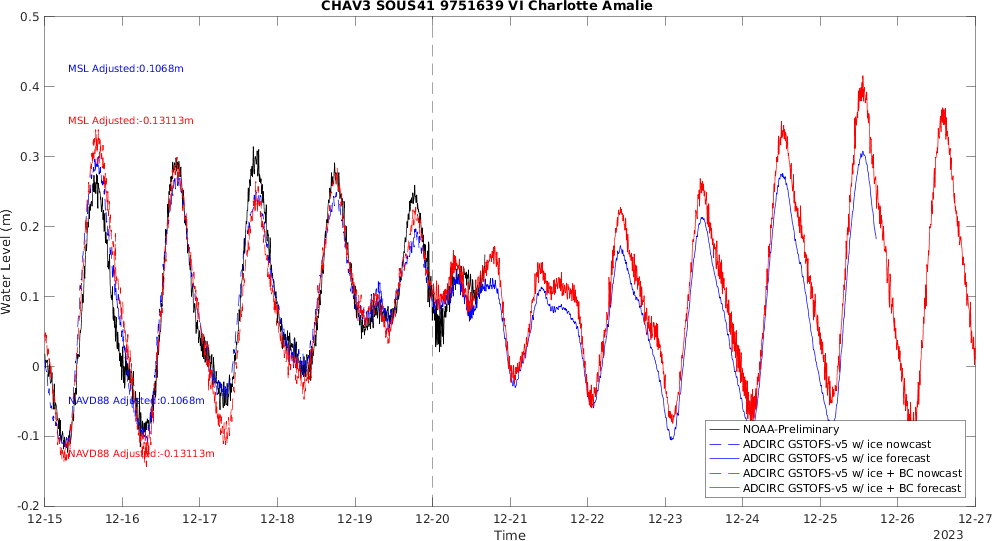 CHAV3 SOUS41 9751639 VI Charlotte Amalie
Water Level (m)
0.5
0.4
0.3
0.2
0.1
0
-0.1
-0.2
MSL Adjusted:0.1068m
MSL Adjusted:-0.13113m
NAVD88 Adjusted:0.1068m
NAVD88 Adjusted:-0.13113m
NOAA-Preliminary
ADCIRC GSTOFS-v5 w/ ice nowcast
ADCIRC GSTOFS-v5 w/ ice forecast
ADCIRC GSTOFS-v5 w/ ice + BC nowcast
ADCIRC GSTOFS-v5 w/ ice + BC forecast
12-15 12-16 12-17 12-18 12-19 12-20 12-21 12-22 12-23 12-24 12-25 12-26 12-27
Time
2023